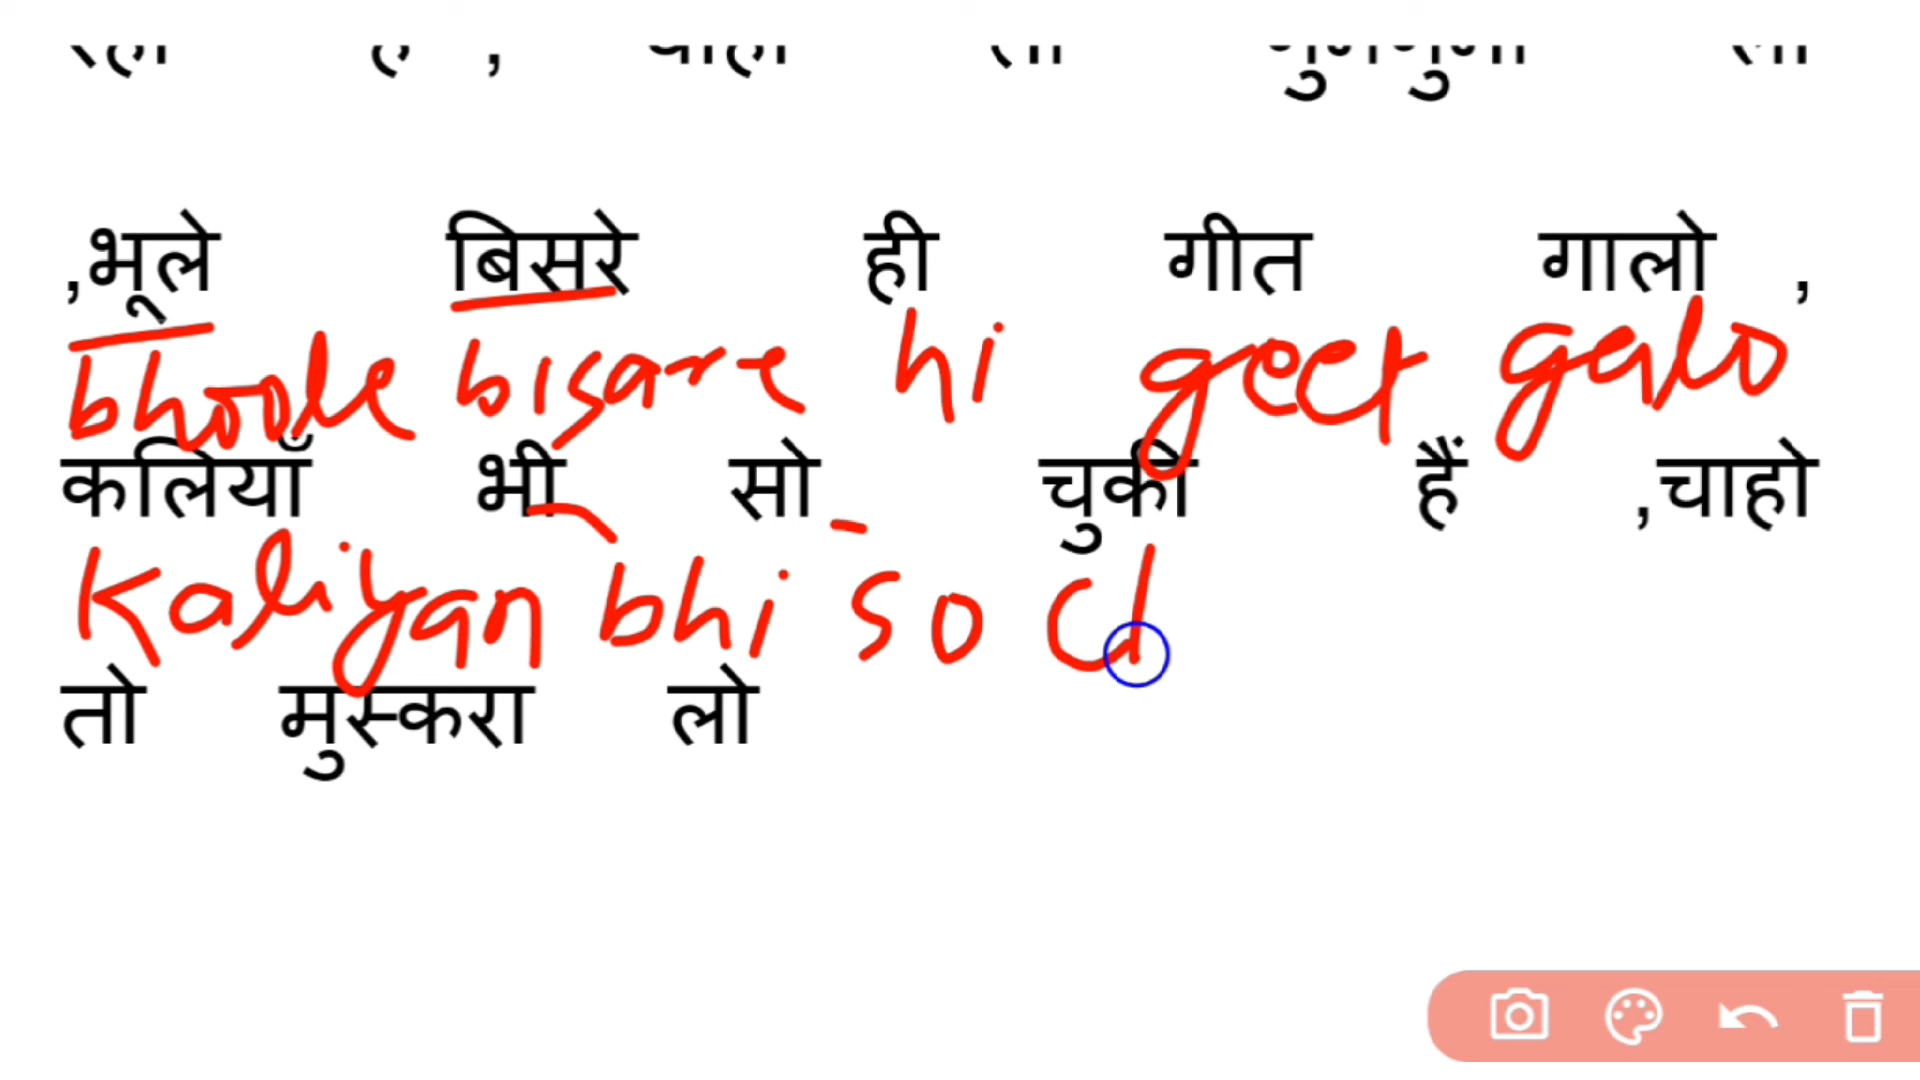 ,भूले बिसरे ही गीत गालो ,
bhoole bisare hi geet galo
कलियाँ भी सो चुकी हैं ,चाहो
Kaliyan bhi so
तो मुस्करा लो